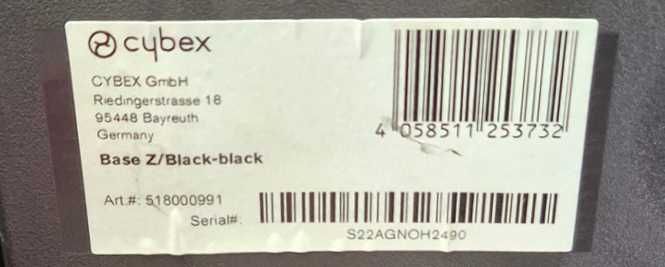 cybex
CYBEX GmbH
Riedingerstrasse 18
95448 Bayreuth
Germany
Base Z/Black-black
4 058511 253732
Art.#: 518000991
Serial#:
S22AGNOH2490